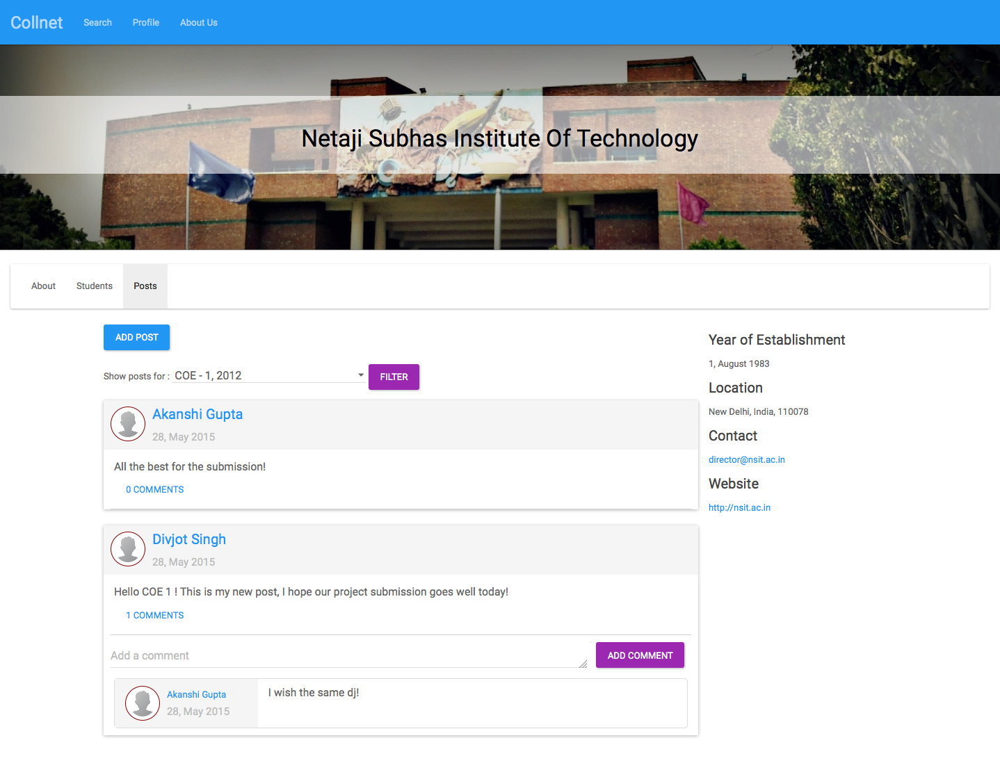 Collnet Search Profile About Us
Netaji Subhas Institute Of Technology
About Students Posts
ADD POST
Show posts for : COE - 1, 2012 FILTER
Akanshi Gupta
28, May 2015
All the best for the submission!
0 COMMENTS
Divjot Singh
28, May 2015
Hello COE 1 ! This is my new post, I hope our project submission goes well today!
1 COMMENTS
Add a comment ADD COMMENT
Akanshi Gupta
28, May 2015
I wish the same dj!
Year of Establishment
1, August 1983
Location
New Delhi, India, 110078
Contact
director@nsit.ac.in
Website
http://nsit.ac.in